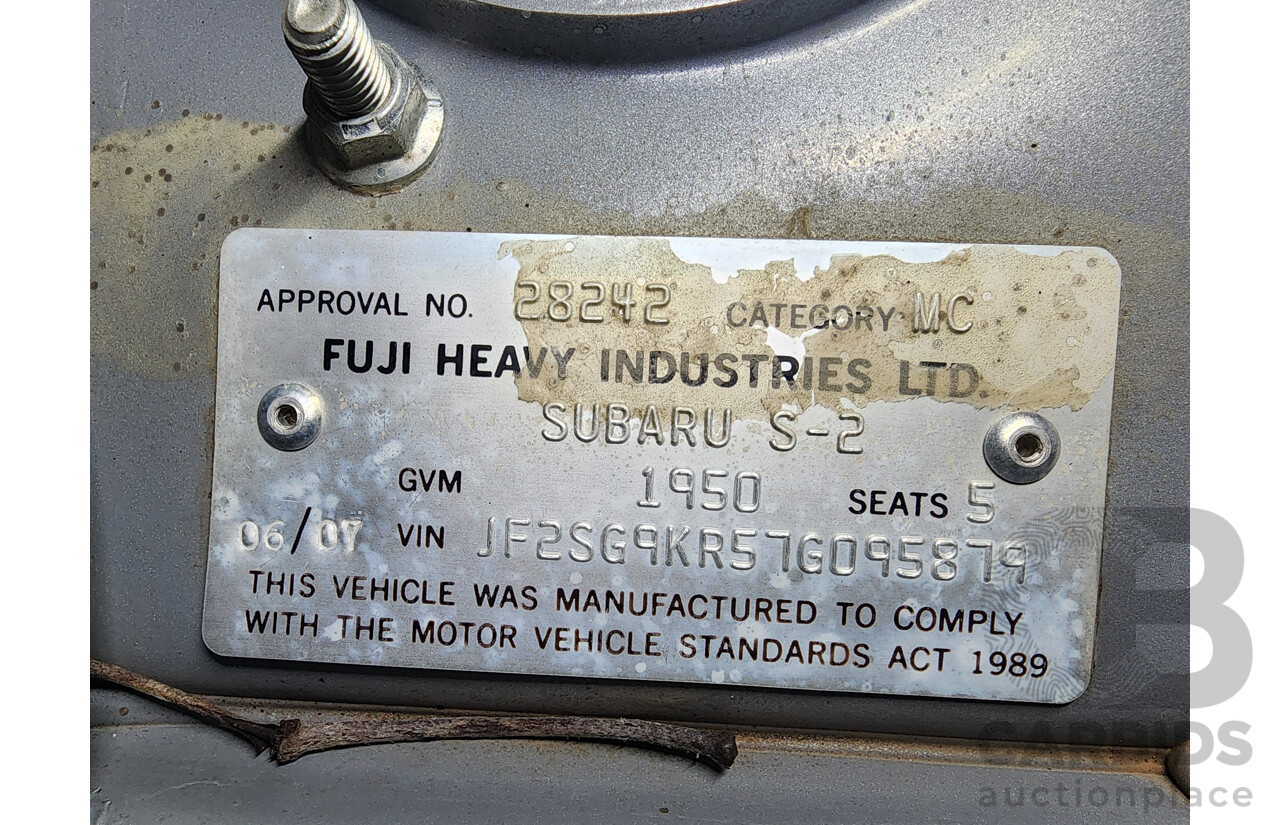 APPROVAL NO. 28242 CATEGORY MC
FUJI HEAVY INDUSTRIES LTD.
SUBARU S-2
GVM 1950 SEATS 5
06/07 VIN JF2SG9KR57G095879
THIS VEHICLE WAS MANUFACTURED TO COMPLY
WITH THE MOTOR VEHICLE STANDARDS ACT 1989
CARBIDS
auctionplace